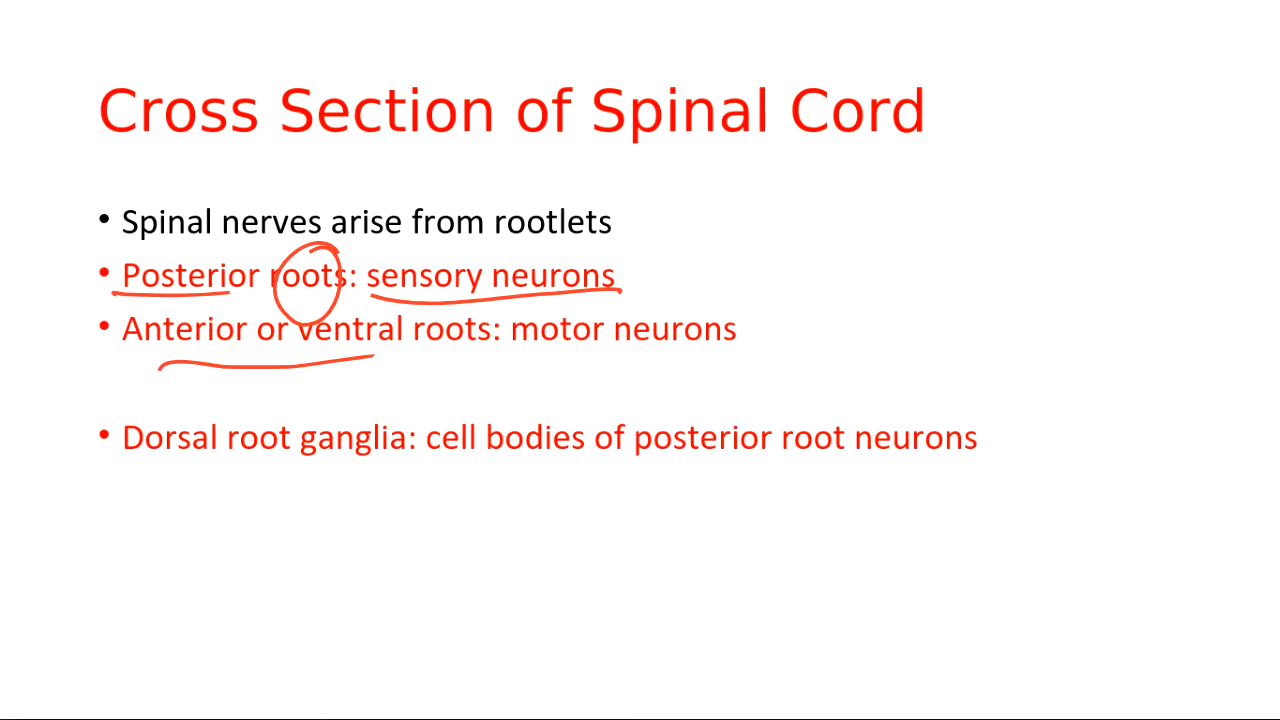 Cross Section of Spinal Cord
• Spinal nerves arise from rootlets
• Posterior roots: sensory neurons
• Anterior or ventral roots: motor neurons
• Dorsal root ganglia: cell bodies of posterior root neurons